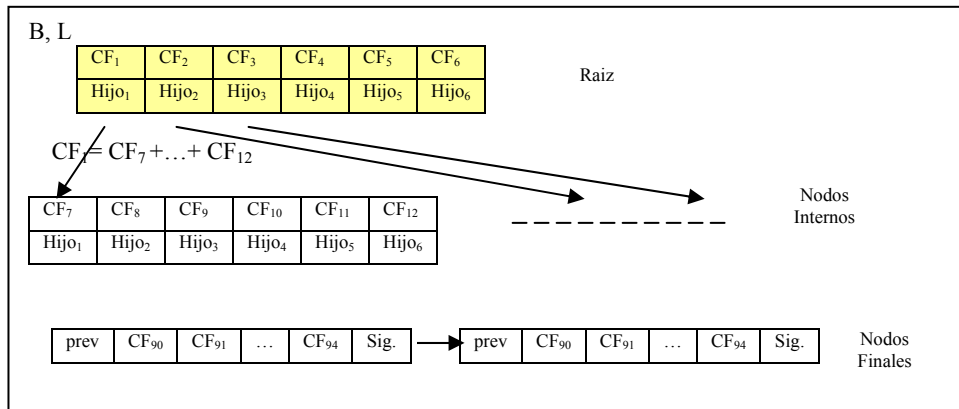 B, L
CF1 CF2 CF3 CF4 CF5 CF6
Hijo1 Hijo2 Hijo3 Hijo4 Hijo5 Hijo6
Raiz
CF1= CF7 +…+ CF12
CF7 CF8 CF9 CF10 CF11 CF12
Hijo1 Hijo2 Hijo3 Hijo4 Hijo5 Hijo6
Nodos
Internos
prev CF90 CF91 … CF94 Sig.
prev CF90 CF91 … CF94 Sig.
Nodos
Finales